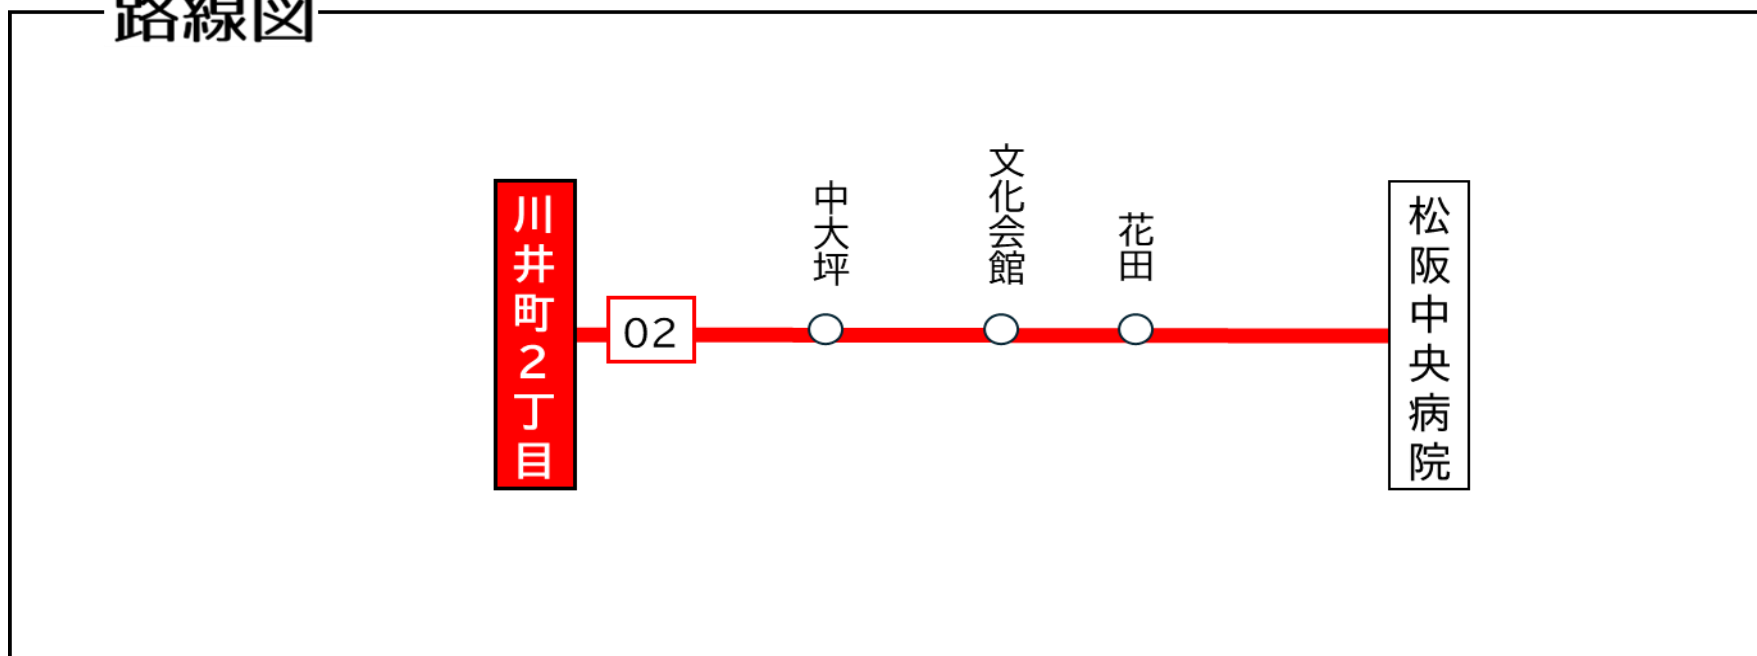 路線図
川井町2丁目
02
中大坪
文化会館
花田
松阪中央病院